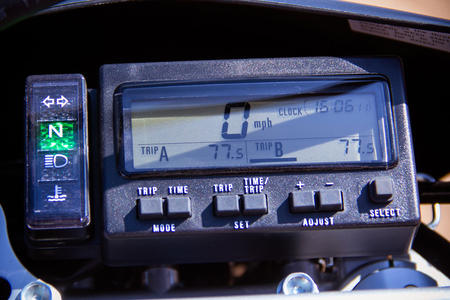 N
0 mph
CLOCK 15:06
TRIP A 77.5 TRIP B 77.5
TRIP TIME TRIP TIME/TRIP + -
MODE SET ADJUST SELECT